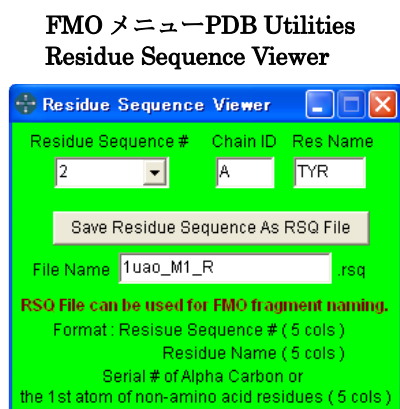 FMO メニューPDB Utilities
Residue Sequence Viewer
Residue Sequence Viewer
Residue Sequence # Chain ID Res Name
2 A TYR
Save Residue Sequence As RSQ File
File Name 1uao_M1_R .rsq
RSQ File can be used for FMO fragment naming.
Format : Resisue Sequence # ( 5 cols )
Residue Name ( 5 cols )
Serial # of Alpha Carbon or
the 1st atom of non-amino acid residues ( 5 cols )